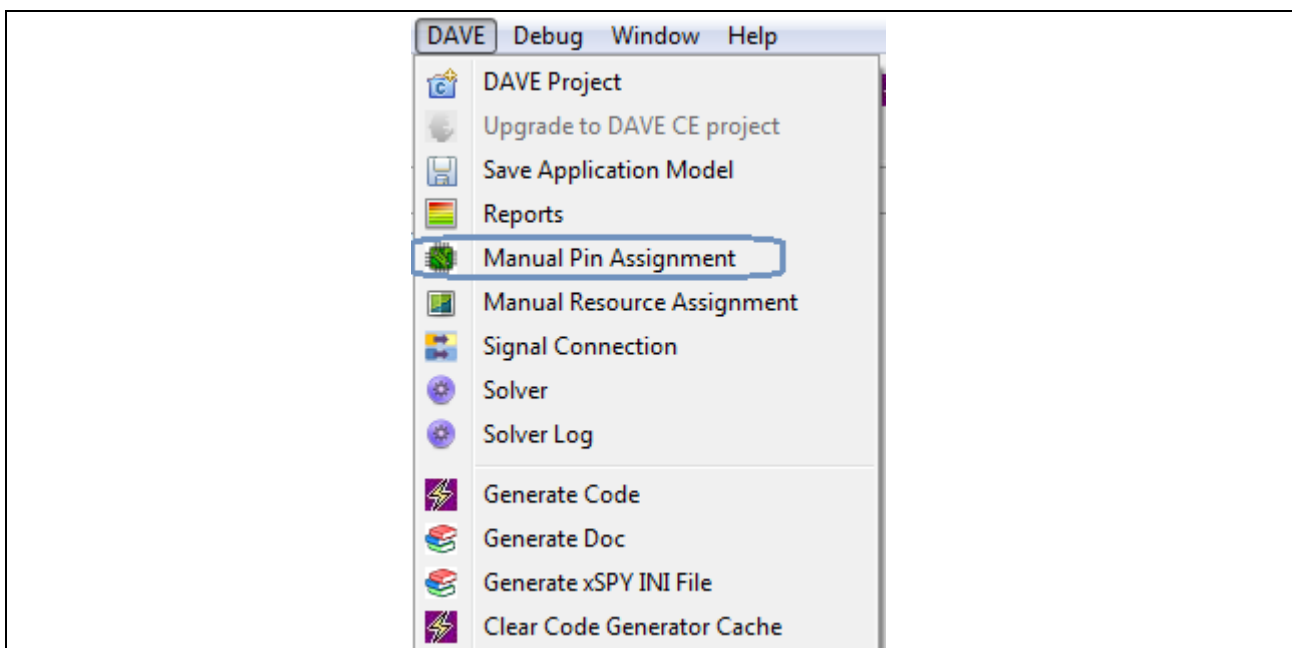 DAVE Debug Window Help
DAVE Project
Upgrade to DAVE CE project
Save Application Model
Reports
Manual Pin Assignment
Manual Resource Assignment
Signal Connection
Solver
Solver Log
Generate Code
Generate Doc
Generate xSPY INI File
Clear Code Generator Cache